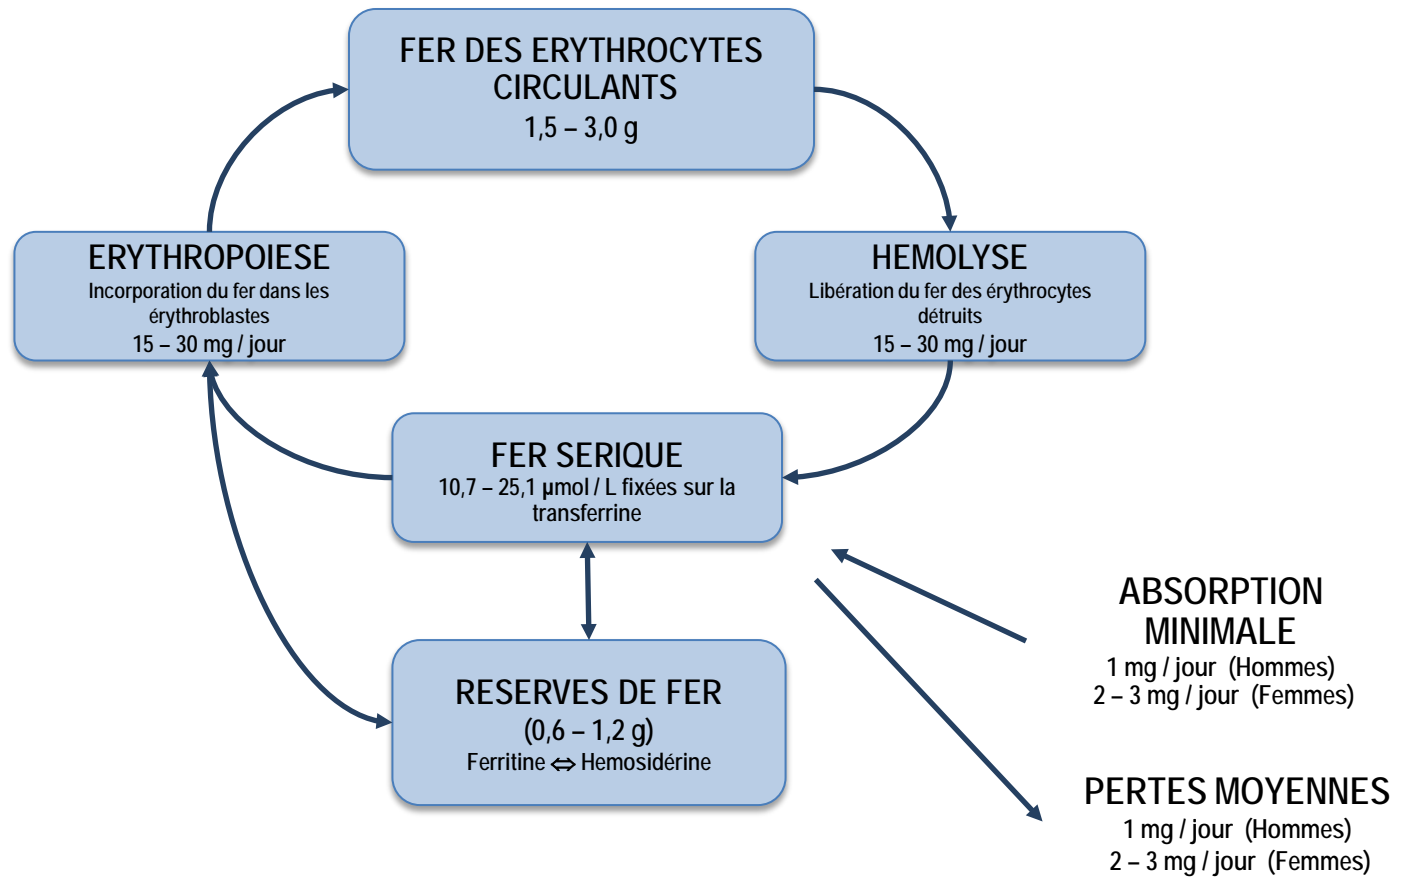 FER DES ERYTHROCYTES
CIRCULANTS
1,5 – 3,0 g
ERYTHROPOIESE
Incorporation du fer dans les
érythroblastes
15 – 30 mg / jour
HEMOLYSE
Libération du fer des érythrocytes
détruits
15 – 30 mg / jour
FER SERIQUE
10,7 – 25,1 µmol / L fixées sur la
transferrine
RESERVES DE FER
(0,6 – 1,2 g)
Ferritine ⇔ Hemosidérine
ABSORPTION
MINIMALE
1 mg / jour (Hommes)
2 – 3 mg / jour (Femmes)
PERTES MOYENNES
1 mg / jour (Hommes)
2 – 3 mg / jour (Femmes)